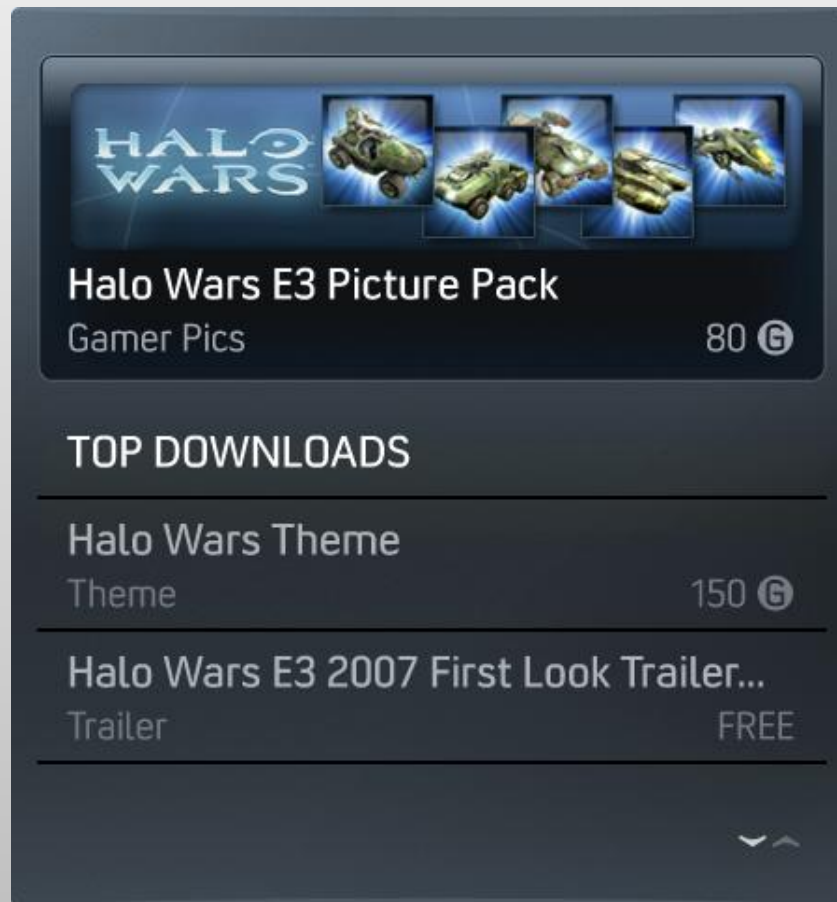 HALO
WARS
Halo Wars E3 Picture Pack
Gamer Pics
80 G
TOP DOWNLOADS
Halo Wars Theme
Theme
150 G
Halo Wars E3 2007 First Look Trailer...
Trailer
FREE